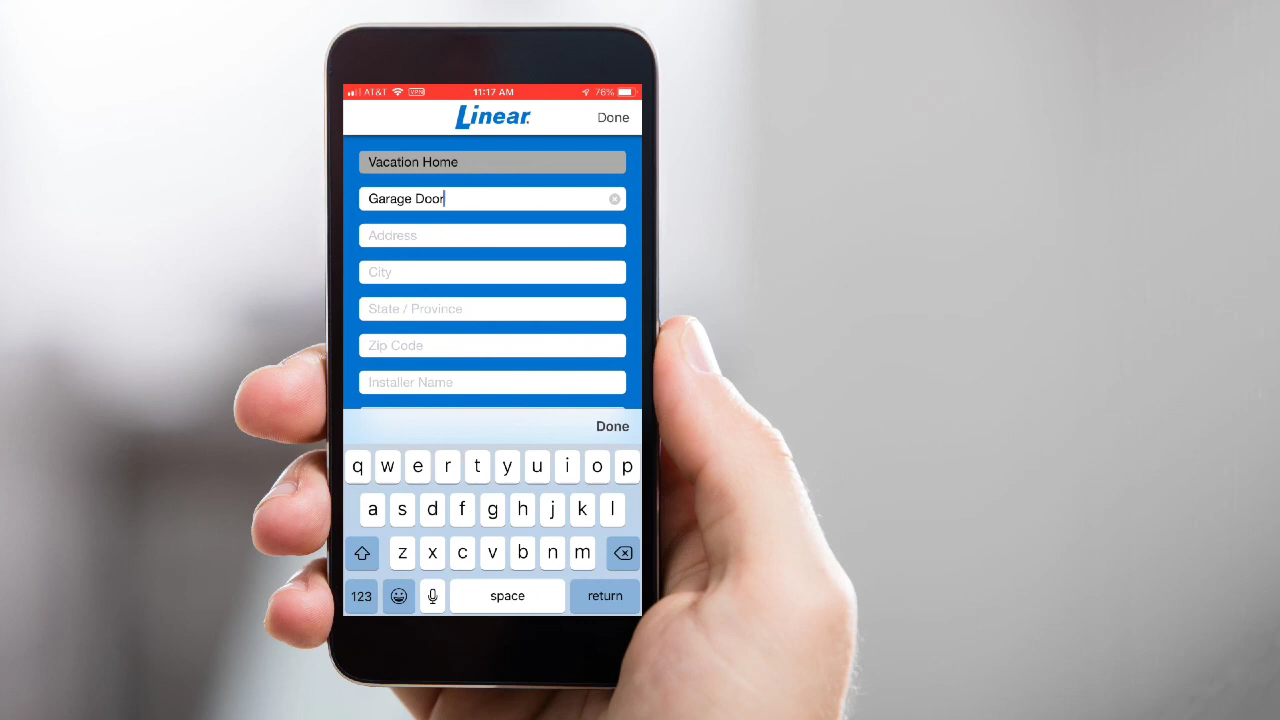 AT&T VPN 11:17 AM 76%
Linear Done
Vacation Home
Garage Door
Address
City
State / Province
Zip Code
Installer Name
Done
q w e r t y u i o p
a s d f g h j k l
z x c v b n m
123 space return